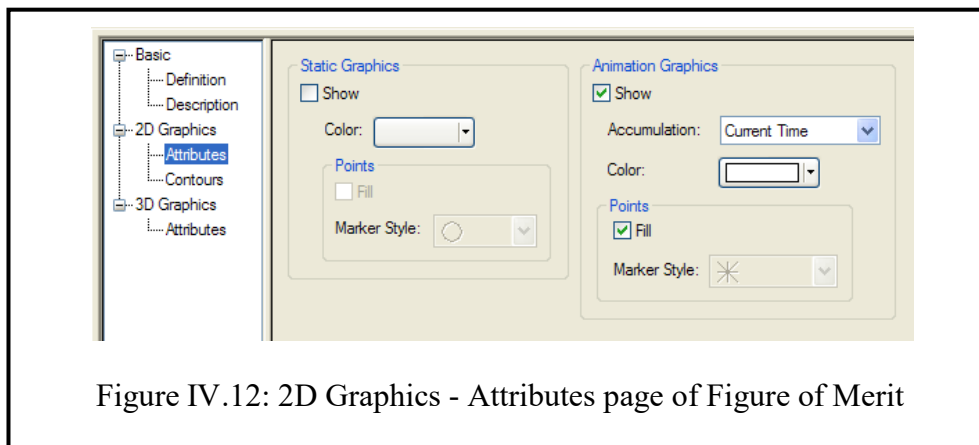 Basic
Definition
Description
2D Graphics
Attributes
Contours
3D Graphics
Attributes
Static Graphics
Show
Color:
Points
Fill
Marker Style:
Animation Graphics
Show
Accumulation: Current Time
Color:
Points
Fill
Marker Style:
Figure IV.12: 2D Graphics - Attributes page of Figure of Merit